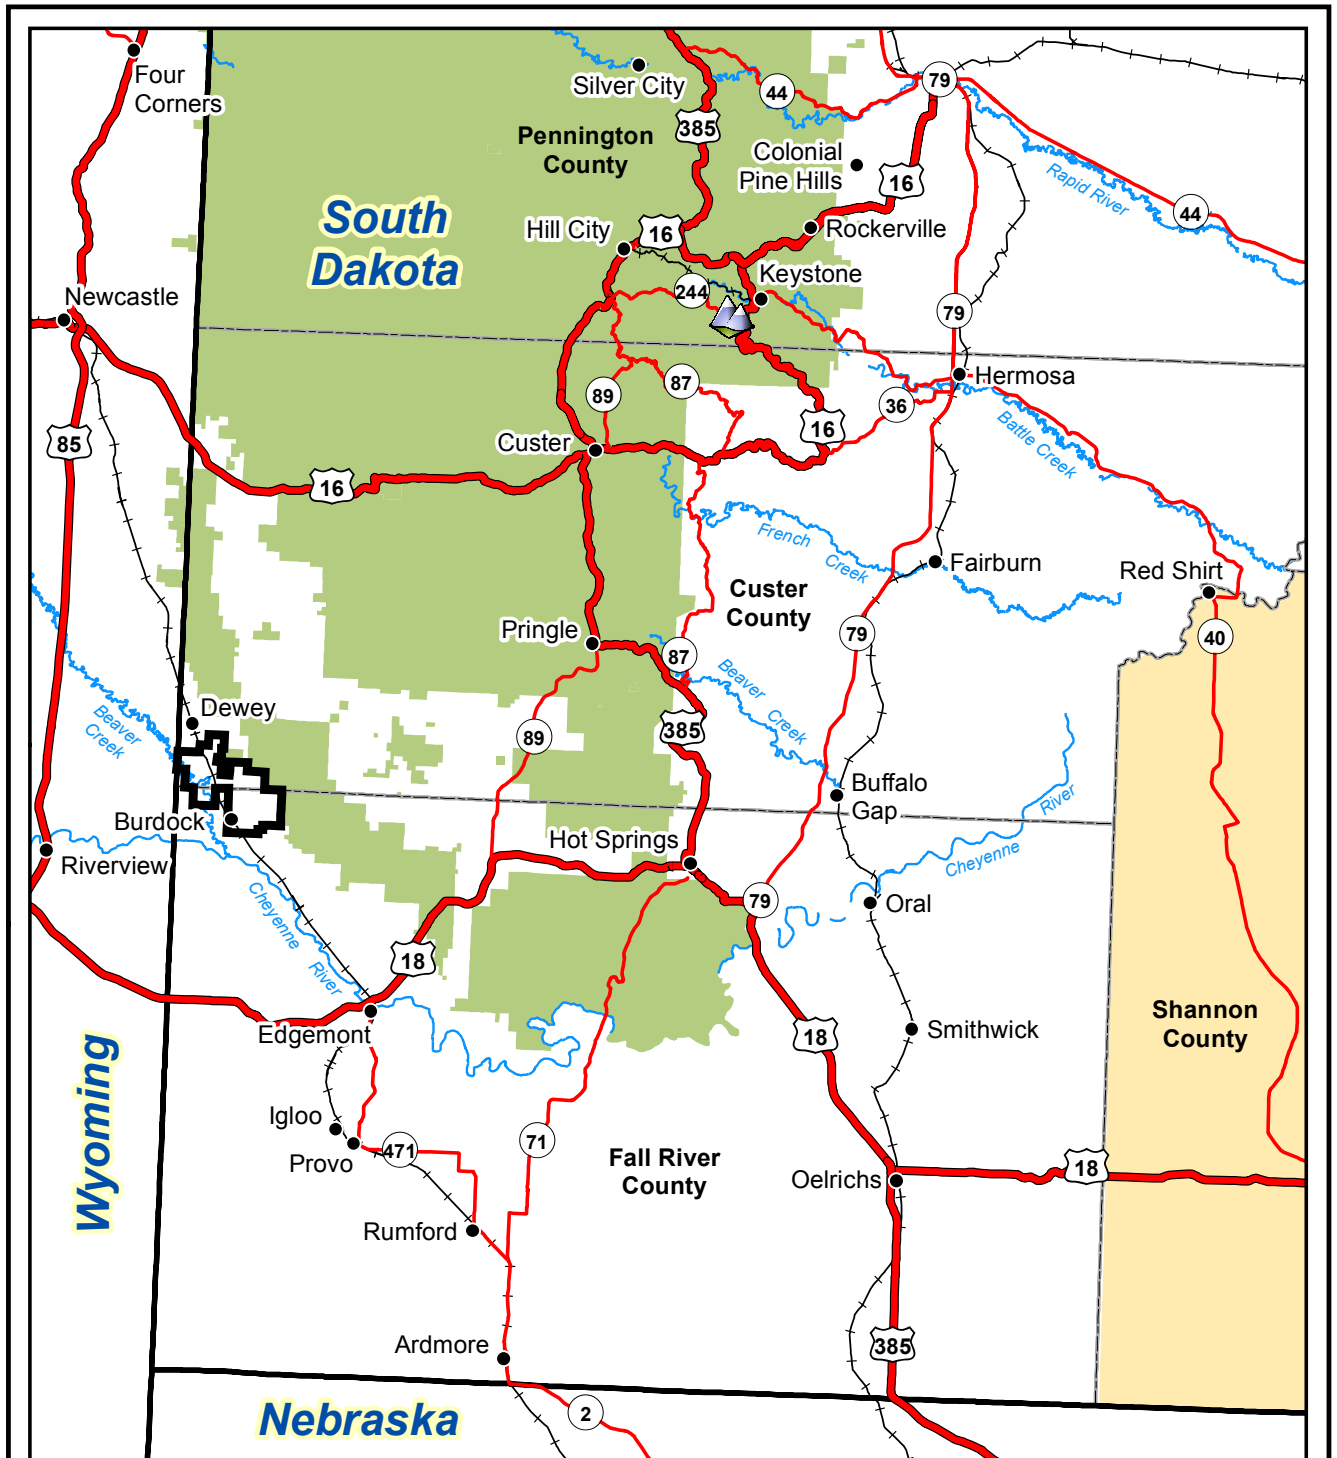 Four
Corners
Silver City
44
79
385
Pennington
County
Colonial
Pine Hills
16
Rapid River
44
South
Dakota
Hill City
16
Rockerville
Keystone
244
Newcastle
79
Hermosa
87
89
36
16
Battle Creek
85
Custer
16
French
Creek
Fairburn
Red Shirt
Custer
County
Pringle
79
40
87
Beaver
Creek
Dewey
Beaver
Creek
89
385
Buffalo
Gap
River
Burdock
Hot Springs
Cheyenne
Riverview
Cheyenne
River
79
Oral
18
Shannon
County
Edgemont
18
Smithwick
Wyoming
Igloo
Provo
471
71
Fall River
County
18
Oelrichs
Rumford
Ardmore
385
Nebraska
2